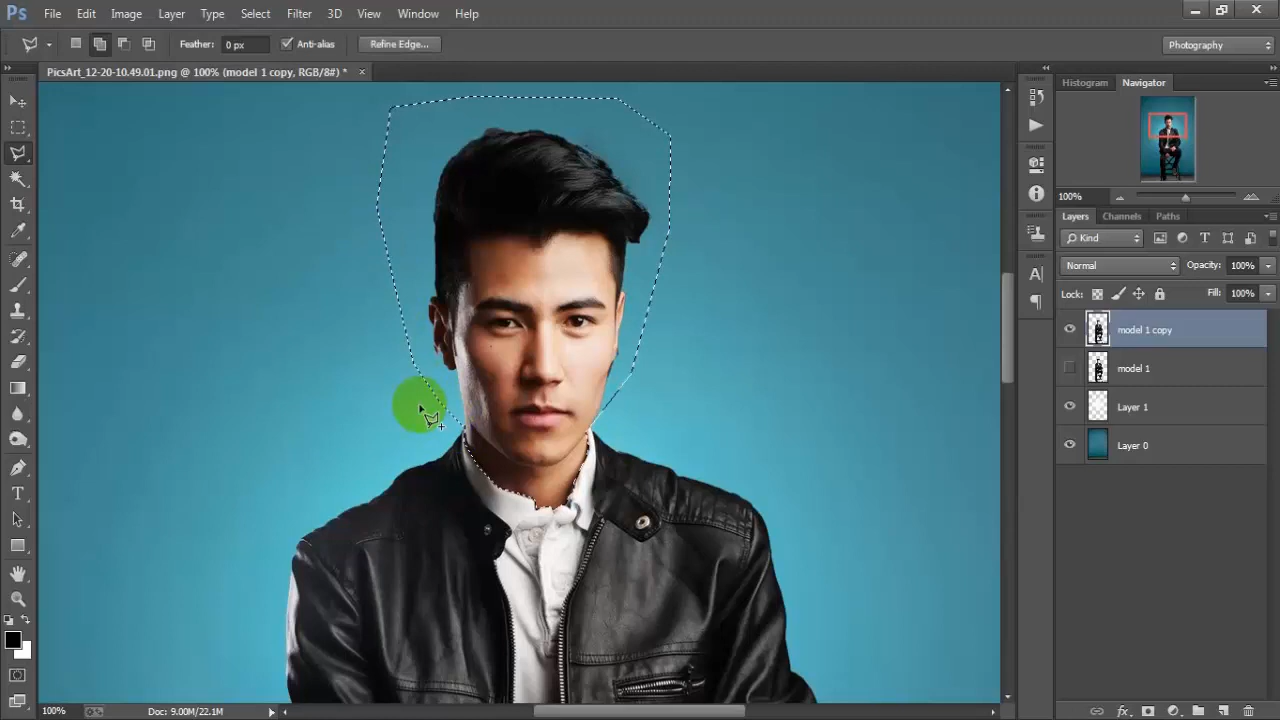 Ps File Edit Image Layer Type Select Filter 3D View Window Help
Feather: 0 px Anti-alias Refine Edge... Photography
PicsArt_12-20-10.49.01.png @ 100% (model 1 copy, RGB/8#) *
Histogram Navigator
100%
Layers Channels Paths
Kind
Normal Opacity: 100%
Lock: Fill: 100%
model 1 copy
model 1
Layer 1
Layer 0
100% Doc: 9.00M/22.1M